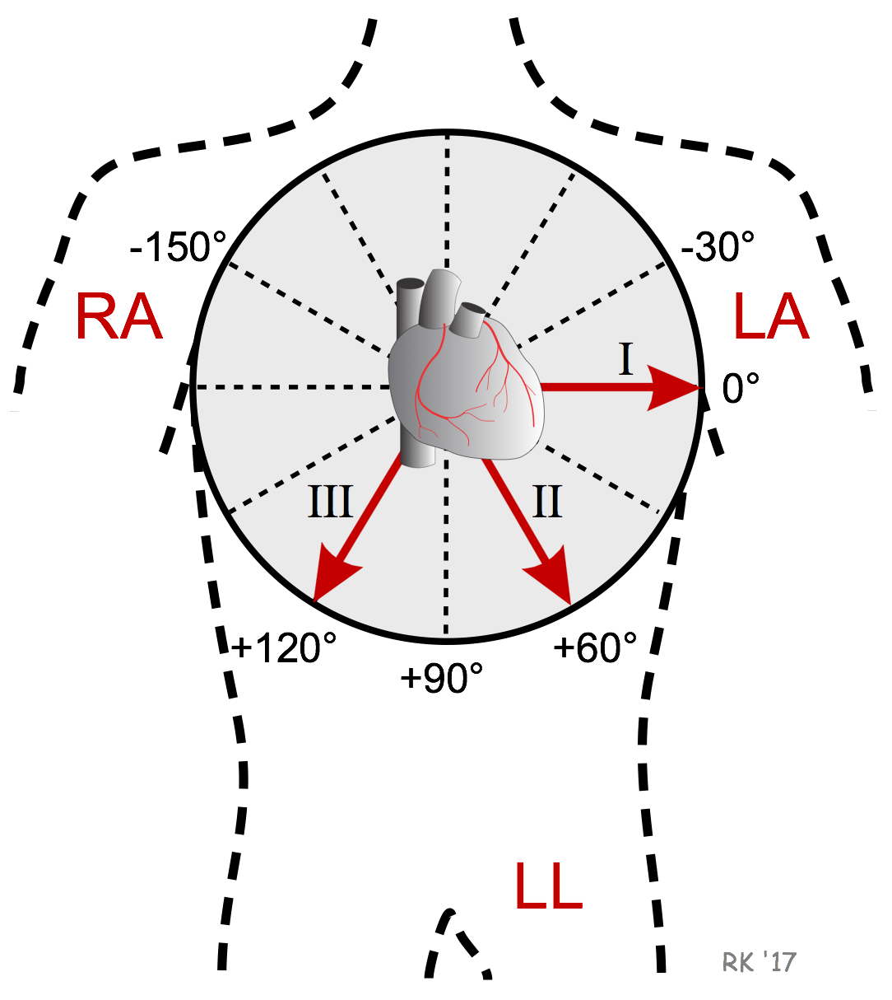 -150°
-30°
RA
LA
I
0°
III
II
+120°
+60°
+90°
LL
RK '17